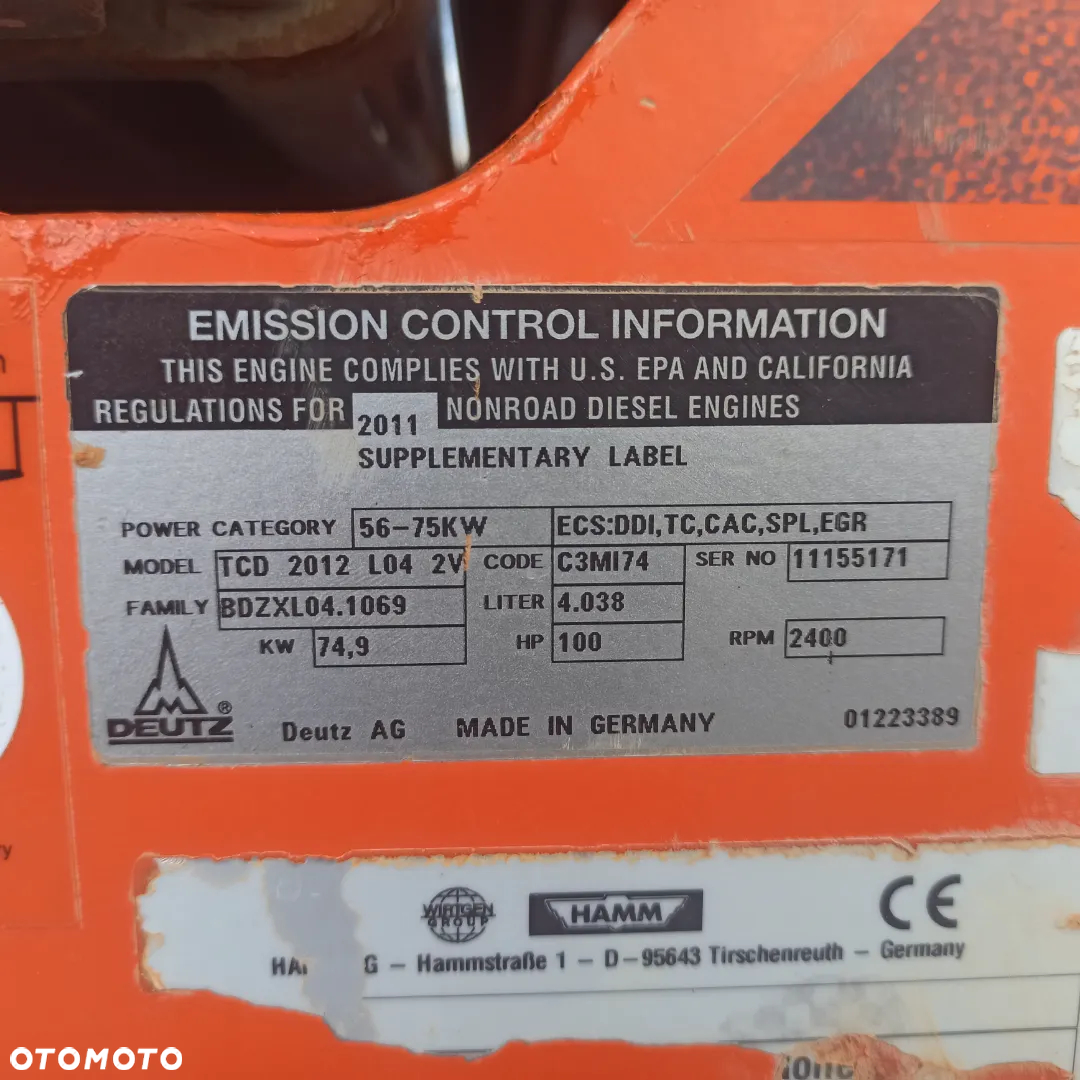 EMISSION CONTROL INFORMATION
THIS ENGINE COMPLIES WITH U.S. EPA AND CALIFORNIA
REGULATIONS FOR 2011 NONROAD DIESEL ENGINES
SUPPLEMENTARY LABEL
POWER CATEGORY 56-75KW ECS:DDI,TC,CAC,SPL,EGR
MODEL TCD 2012 L04 2V CODE C3MI74 SER NO 11155171
FAMILY BDZXL04.1069 LITER 4.038
KW 74,9 HP 100 RPM 2400
DEUTZ® Deutz AG MADE IN GERMANY 01223389
WIRTGEN GROUP HAMM CE
HA G – Hammstraße 1 – D–95643 Tirschenreuth – Germany
OTOMOTO